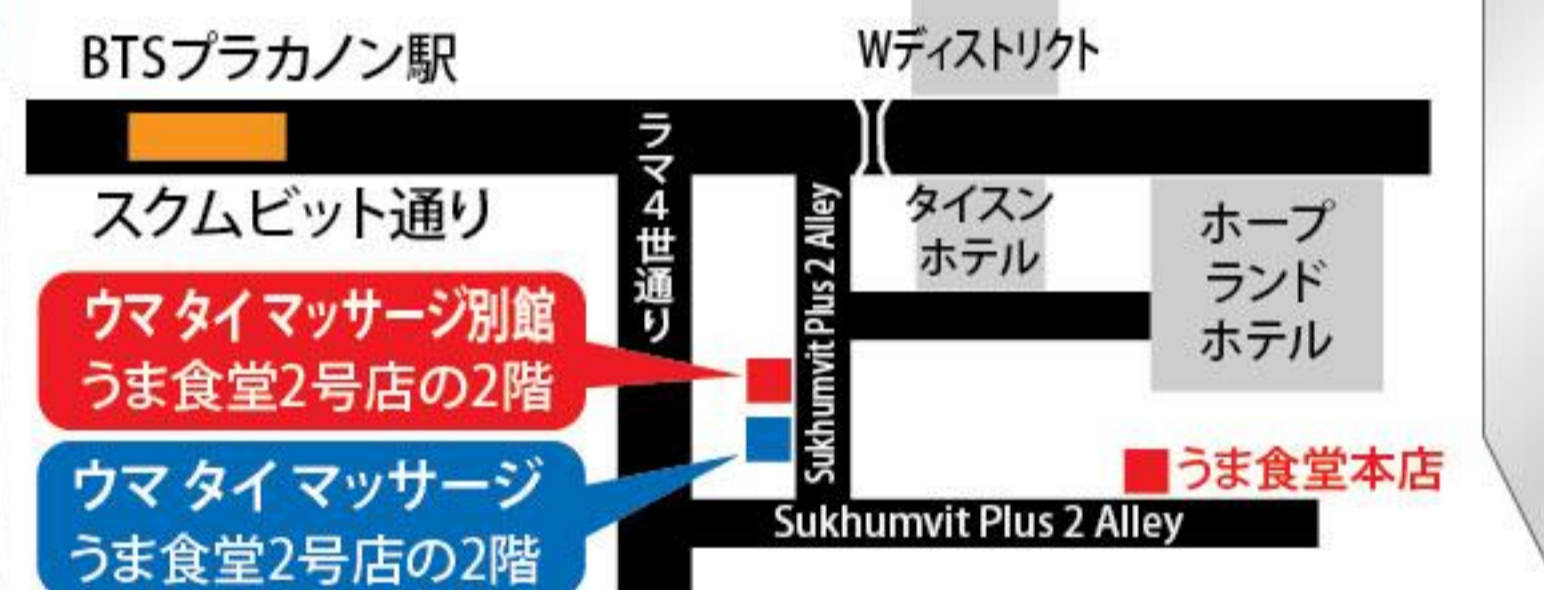 BTSプラカノン駅
Wディストリクト
スクムビット通り
ラマ4世通り
Sukhumvit Plus 2 Alley
タイスン
ホテル
ホープ
ランド
ホテル
ウマ タイ マッサージ別館
うま食堂2号店の2階
ウマ タイ マッサージ
うま食堂2号店の2階
うま食堂本店
Sukhumvit Plus 2 Alley